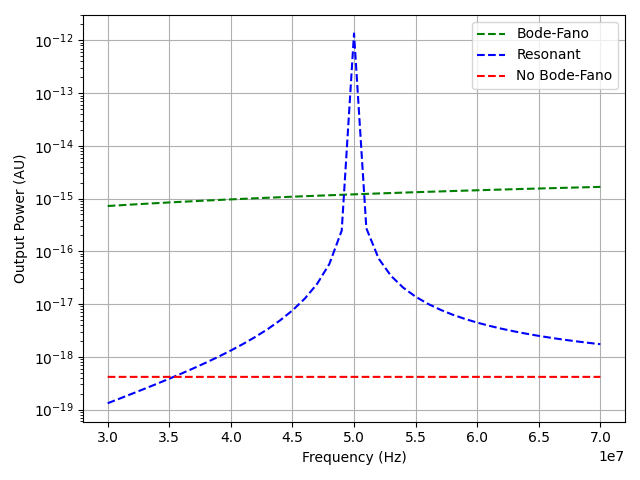 Output Power (AU)
10⁻¹²
10⁻¹³
10⁻¹⁴
10⁻¹⁵
10⁻¹⁶
10⁻¹⁷
10⁻¹⁸
10⁻¹⁹
Bode-Fano
Resonant
No Bode-Fano
3.0 3.5 4.0 4.5 5.0 5.5 6.0 6.5 7.0
1e7
Frequency (Hz)